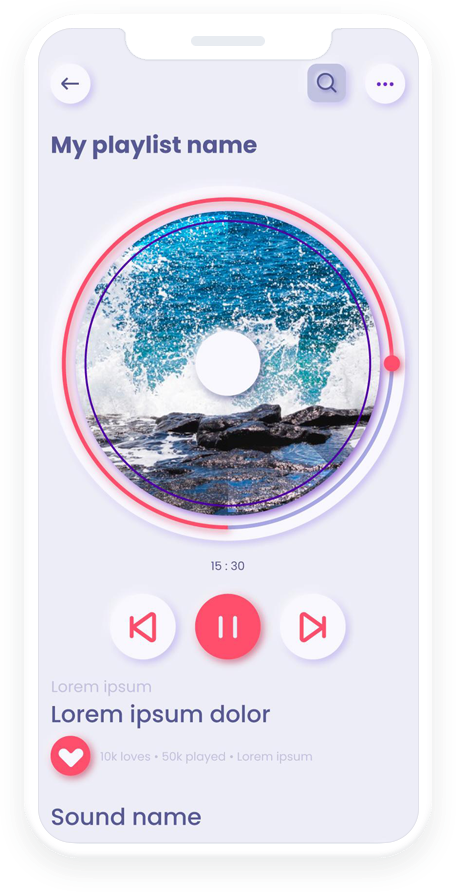 My playlist name
15 : 30
Lorem ipsum
Lorem ipsum dolor
10k loves • 50k played • Lorem ipsum
Sound name